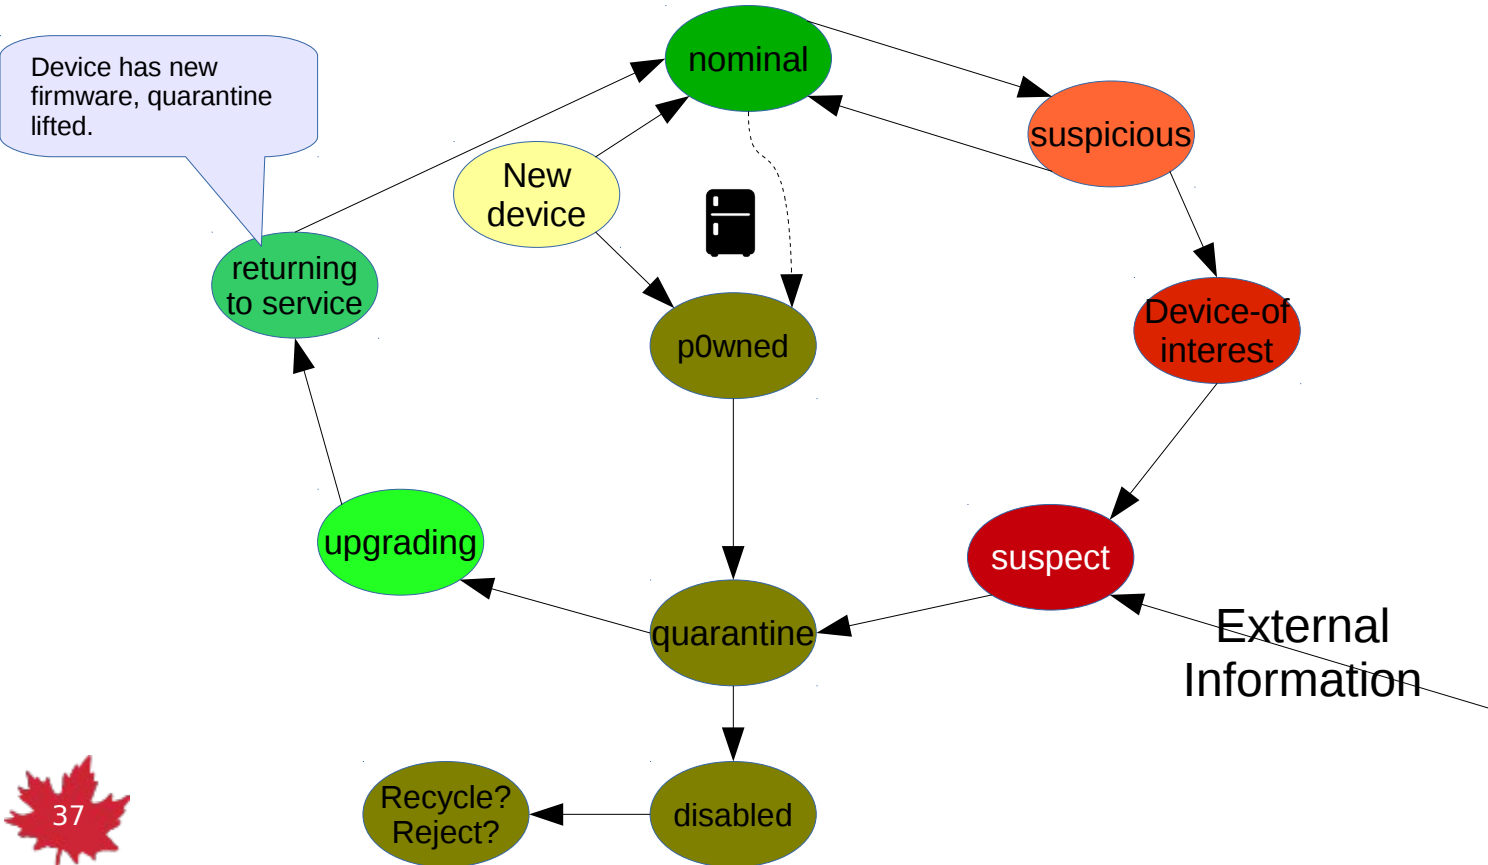 Device has new
firmware, quarantine
lifted.
nominal
suspicious
New
device
returning
to service
p0wned
Device-of
interest
upgrading
suspect
quarantine
External
Information
Recycle?
Reject?
disabled
37